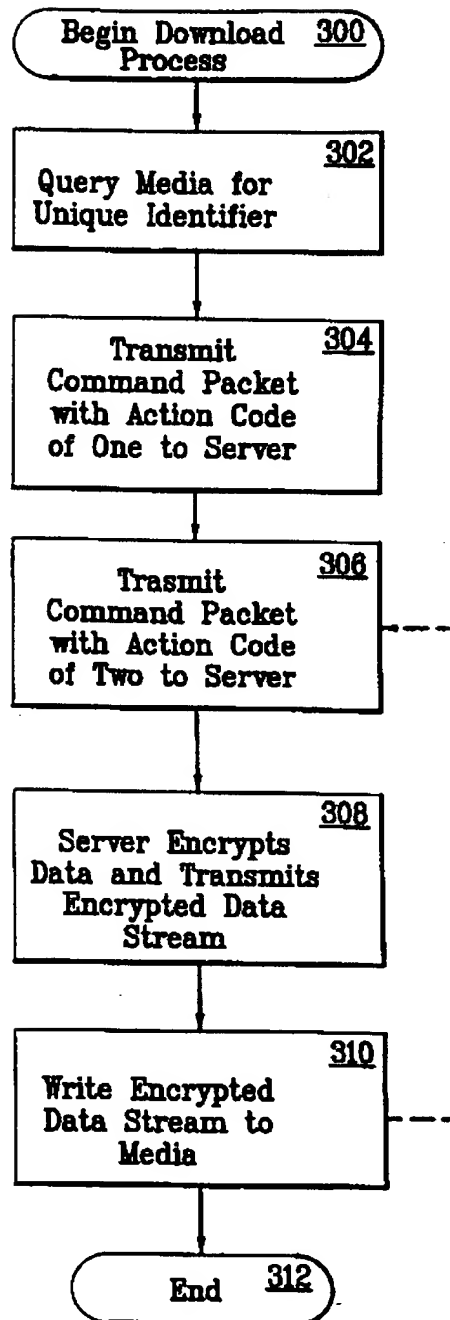 Begin Download 300
Process
302
Query Media for
Unique Identifier
304
Transmit
Command Packet
with Action Code
of One to Server
306
Trasmit
Command Packet
with Action Code
of Two to Server
308
Server Encrypts
Data and Transmits
Encrypted Data
Stream
310
Write Encrypted
Data Stream to
Media
End 312